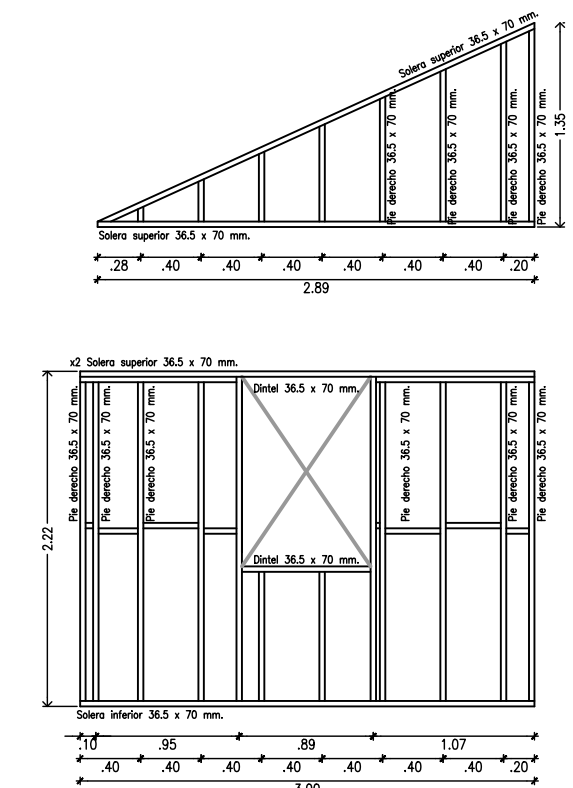 Solera superior 36.5 x 70 mm.
Pie derecho 36.5 x 70 mm.
Pie derecho 36.5 x 70 mm.
Pie derecho 36.5 x 70 mm.
Pie derecho 36.5 x 70 mm.
1.35
Solera superior 36.5 x 70 mm.
.28 .40 .40 .40 .40 .40 .40 .20
2.89
x2 Solera superior 36.5 x 70 mm.
Dintel 36.5 x 70 mm.
Pie derecho 36.5 x 70 mm.
Pie derecho 36.5 x 70 mm.
Pie derecho 36.5 x 70 mm.
Pie derecho 36.5 x 70 mm.
Pie derecho 36.5 x 70 mm.
Pie derecho 36.5 x 70 mm.
2.22
Dintel 36.5 x 70 mm.
Solera inferior 36.5 x 70 mm.
.10 .95 .89 1.07
.40 .40 .40 .40 .40 .40 .40 .20